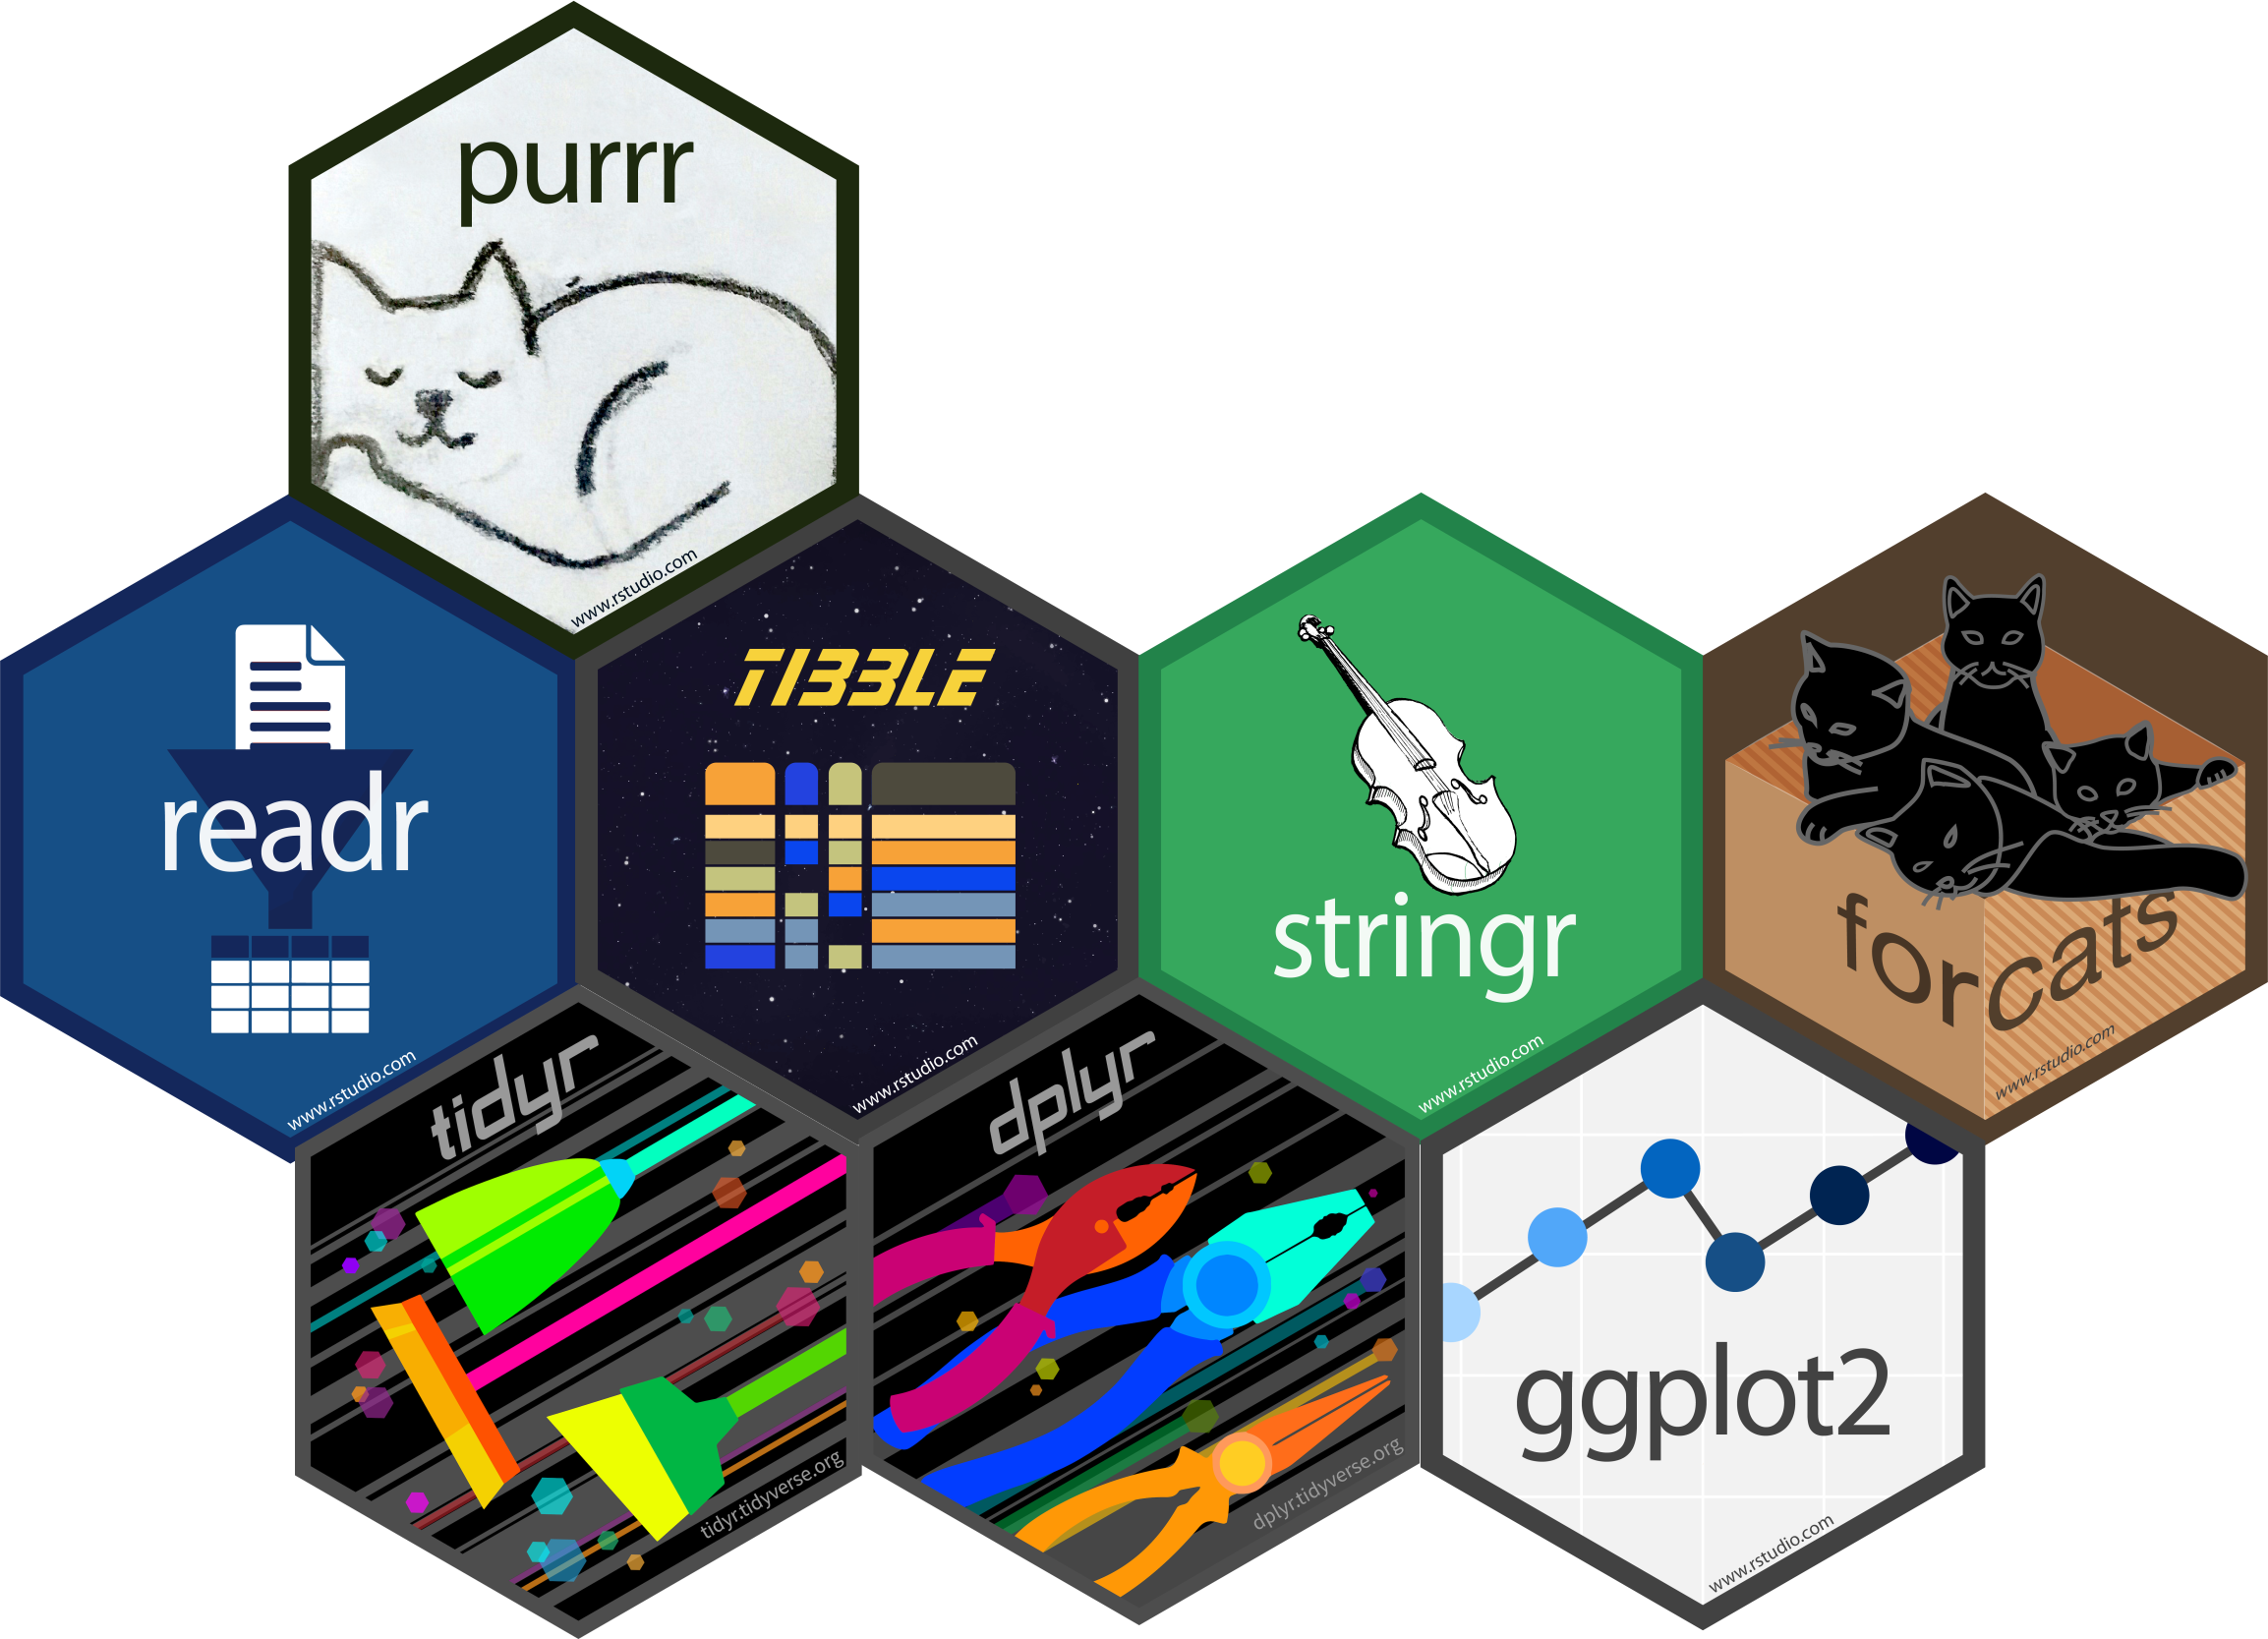 purrr
www.rstudio.com
readr
www.rstudio.com
TIBBLE
www.rstudio.com
stringr
www.rstudio.com
forcats
www.rstudio.com
tidyr
tidyr.tidyverse.org
dplyr
dplyr.tidyverse.org
ggplot2
www.rstudio.com